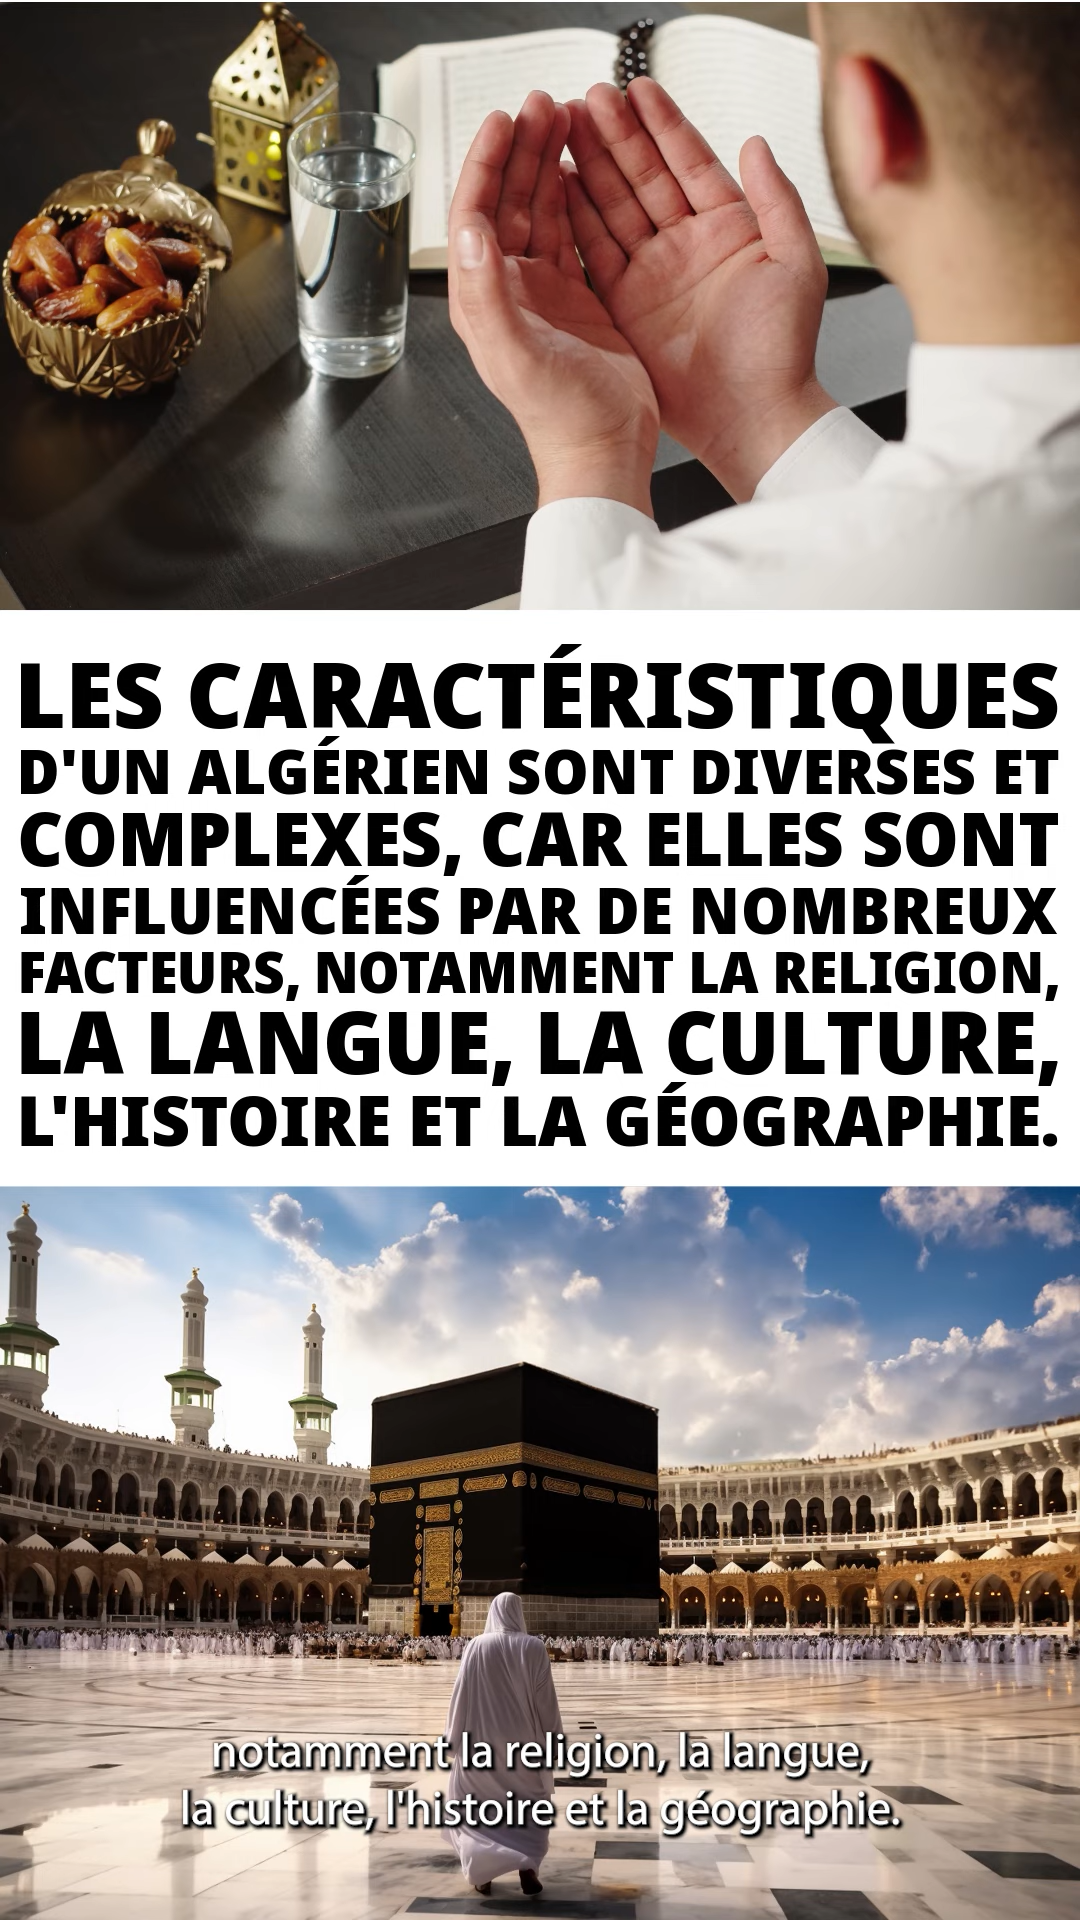 LES CARACTÉRISTIQUES
D'UN ALGÉRIEN SONT DIVERSES ET
COMPLEXES, CAR ELLES SONT
INFLUENCÉES PAR DE NOMBREUX
FACTEURS, NOTAMMENT LA RELIGION,
LA LANGUE, LA CULTURE,
L'HISTOIRE ET LA GÉOGRAPHIE.
notamment la religion, la langue,
la culture, l'histoire et la géographie.